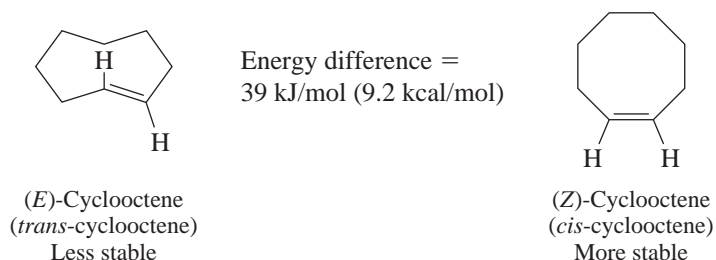 H
H
Energy difference =
39 kJ/mol (9.2 kcal/mol)
H H
(E)-Cyclooctene
(trans-cyclooctene)
Less stable
(Z)-Cyclooctene
(cis-cyclooctene)
More stable